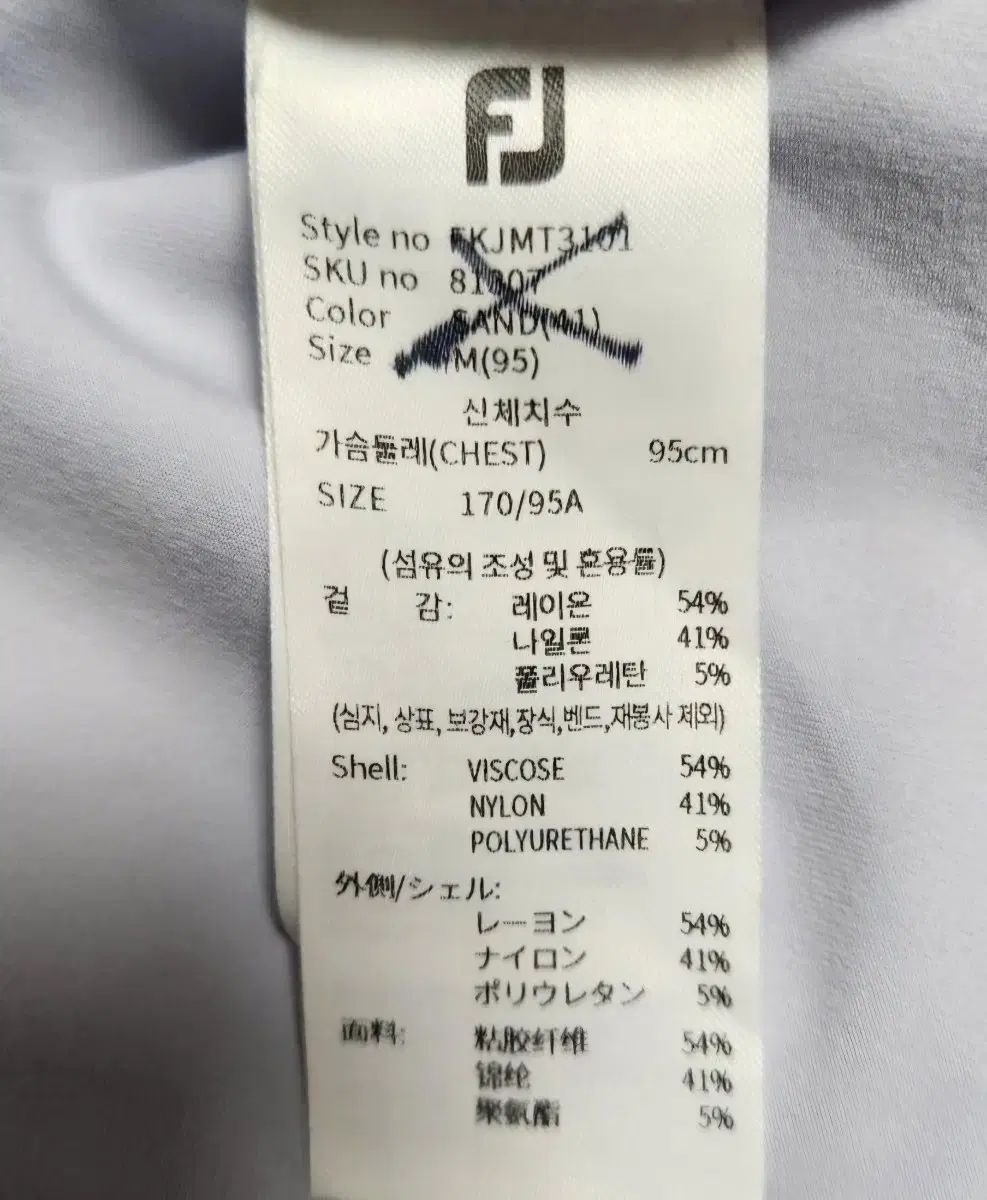 FJ
Style no FKJMT3101
SKU no 81007
Color SAND(41)
Size M(95)
신체치수
가슴둘레(CHEST) 95cm
SIZE 170/95A
(섬유의 조성 및 혼용률)
겉 감: 레이온 54%
나일론 41%
폴리우레탄 5%
(심지, 상표, 보강재,장식,벤드,재봉사 제외)
Shell: VISCOSE 54%
NYLON 41%
POLYURETHANE 5%
外側/シェル:
レーヨン 54%
ナイロン 41%
ポリウレタン 5%
面料: 粘胶纤维 54%
锦纶 41%
聚氨酯 5%